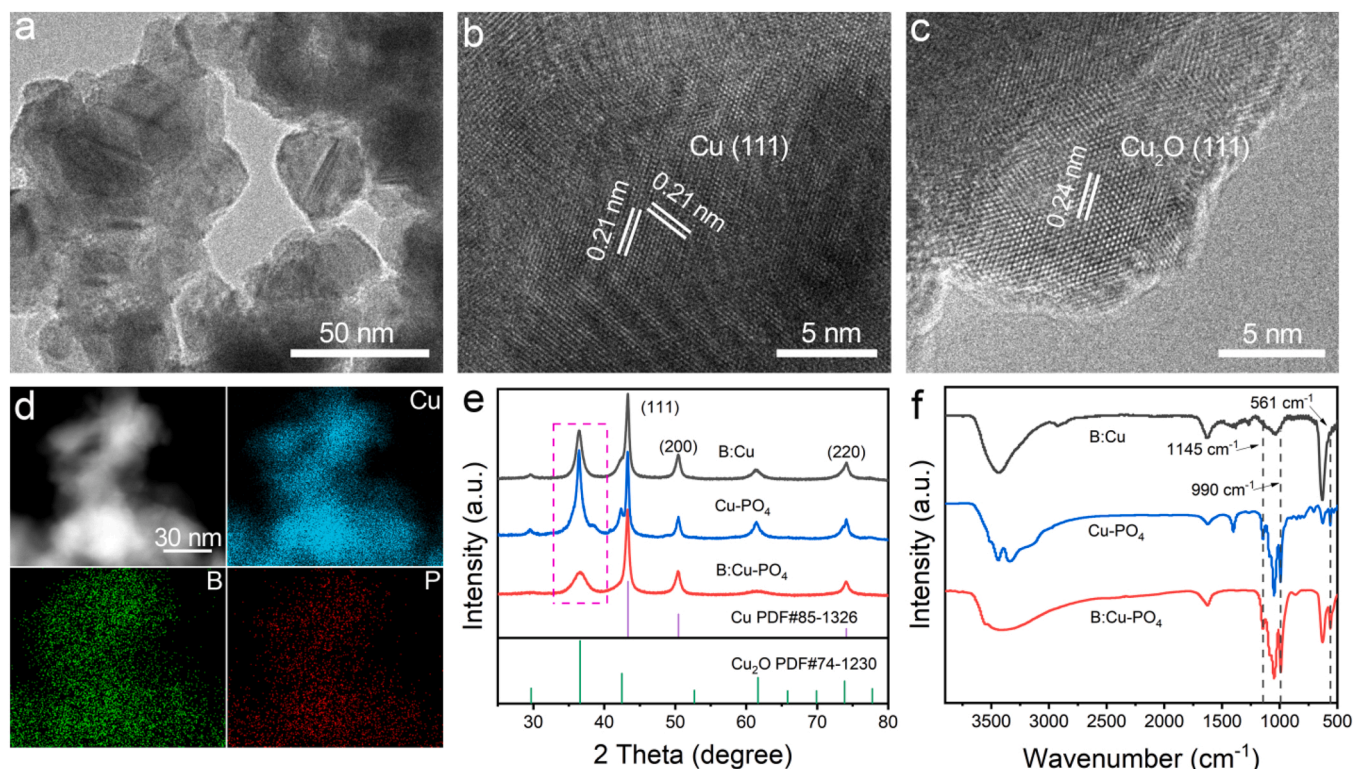 a
50 nm
b
Cu (111)
0.21 nm
0.21 nm
5 nm
c
Cu₂O (111)
0.24 nm
5 nm
d
30 nm
Cu
B
P
e
(111)
(200)
(220)
B:Cu
Cu-PO₄
B:Cu-PO₄
Cu PDF#85-1326
Cu₂O PDF#74-1230
Intensity (a.u.)
30 40 50 60 70 80
2 Theta (degree)
f
561 cm⁻¹
B:Cu
1145 cm⁻¹
990 cm⁻¹
Cu-PO₄
B:Cu-PO₄
Intensity (a.u.)
3500 3000 2500 2000 1500 1000 500
Wavenumber (cm⁻¹)